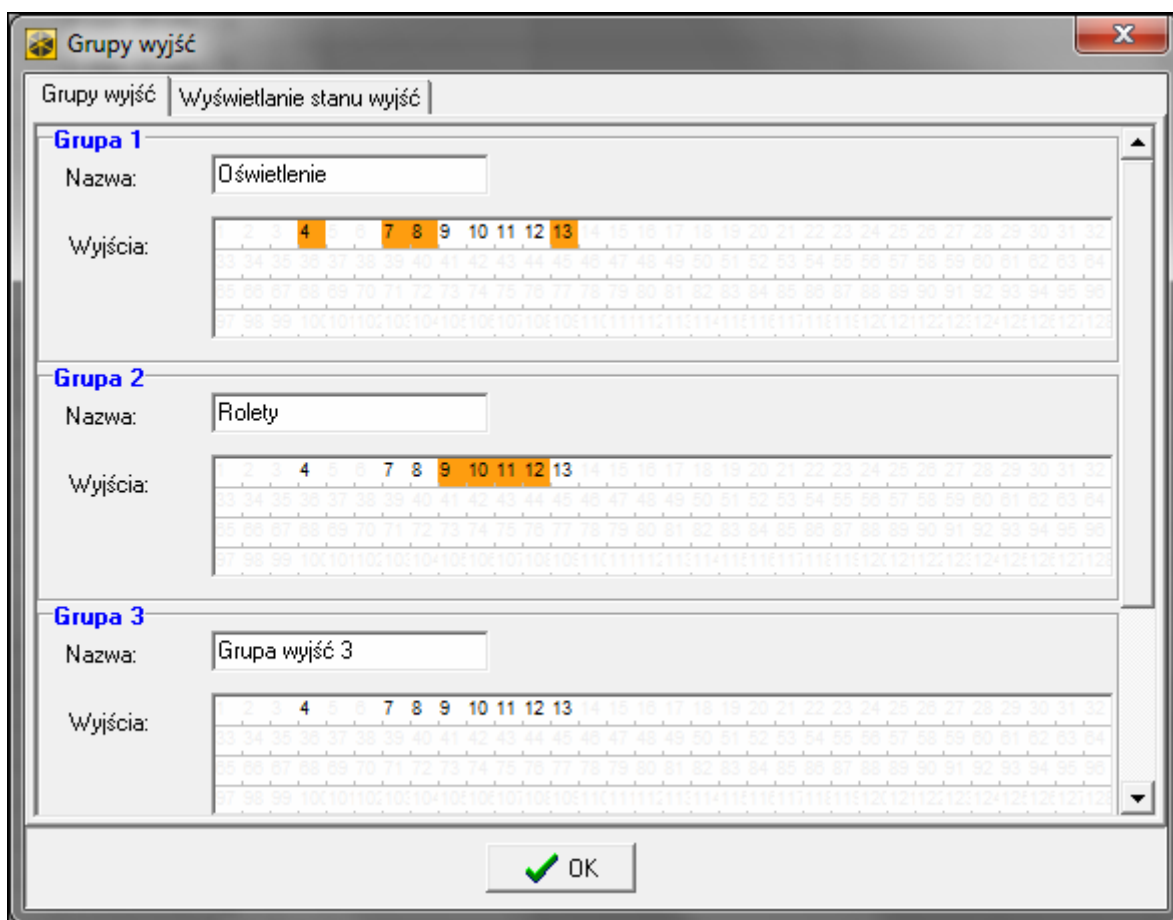 Grupy wyjść
Grupy wyjść Wyświetlanie stanu wyjść
Grupa 1
Nazwa: Oświetlenie
Wyjścia:
1 2 3 4 5 6 7 8 9 10 11 12 13 14 15 16 17 18 19 20 21 22 23 24 25 26 27 28 29 30 31 32
33 34 35 36 37 38 39 40 41 42 43 44 45 46 47 48 49 50 51 52 53 54 55 56 57 58 59 60 61 62 63 64
65 66 67 68 69 70 71 72 73 74 75 76 77 78 79 80 81 82 83 84 85 86 87 88 89 90 91 92 93 94 95 96
97 98 99
Grupa 2
Nazwa: Rolety
Wyjścia:
1 2 3 4 5 6 7 8 9 10 11 12 13 14 15 16 17 18 19 20 21 22 23 24 25 26 27 28 29 30 31 32
33 34 35 36 37 38 39 40 41 42 43 44 45 46 47 48 49 50 51 52 53 54 55 56 57 58 59 60 61 62 63 64
65 66 67 68 69 70 71 72 73 74 75 76 77 78 79 80 81 82 83 84 85 86 87 88 89 90 91 92 93 94 95 96
97 98 99
Grupa 3
Nazwa: Grupa wyjść 3
Wyjścia:
1 2 3 4 5 6 7 8 9 10 11 12 13 14 15 16 17 18 19 20 21 22 23 24 25 26 27 28 29 30 31 32
33 34 35 36 37 38 39 40 41 42 43 44 45 46 47 48 49 50 51 52 53 54 55 56 57 58 59 60 61 62 63 64
65 66 67 68 69 70 71 72 73 74 75 76 77 78 79 80 81 82 83 84 85 86 87 88 89 90 91 92 93 94 95 96
97 98 99
OK